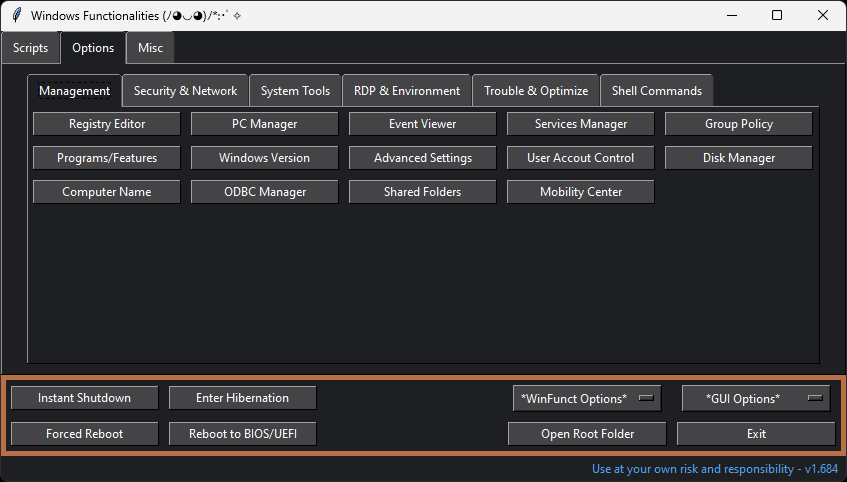 Windows Functionalities (ﾉ◕◡◕)ﾉ*:･ﾟ✧
Scripts Options Misc
Management Security & Network System Tools RDP & Environment Trouble & Optimize Shell Commands
Registry Editor PC Manager Event Viewer Services Manager Group Policy
Programs/Features Windows Version Advanced Settings User Accout Control Disk Manager
Computer Name ODBC Manager Shared Folders Mobility Center
Instant Shutdown Enter Hibernation *WinFunct Options* *GUI Options*
Forced Reboot Reboot to BIOS/UEFI Open Root Folder Exit
Use at your own risk and responsibility - v1.684